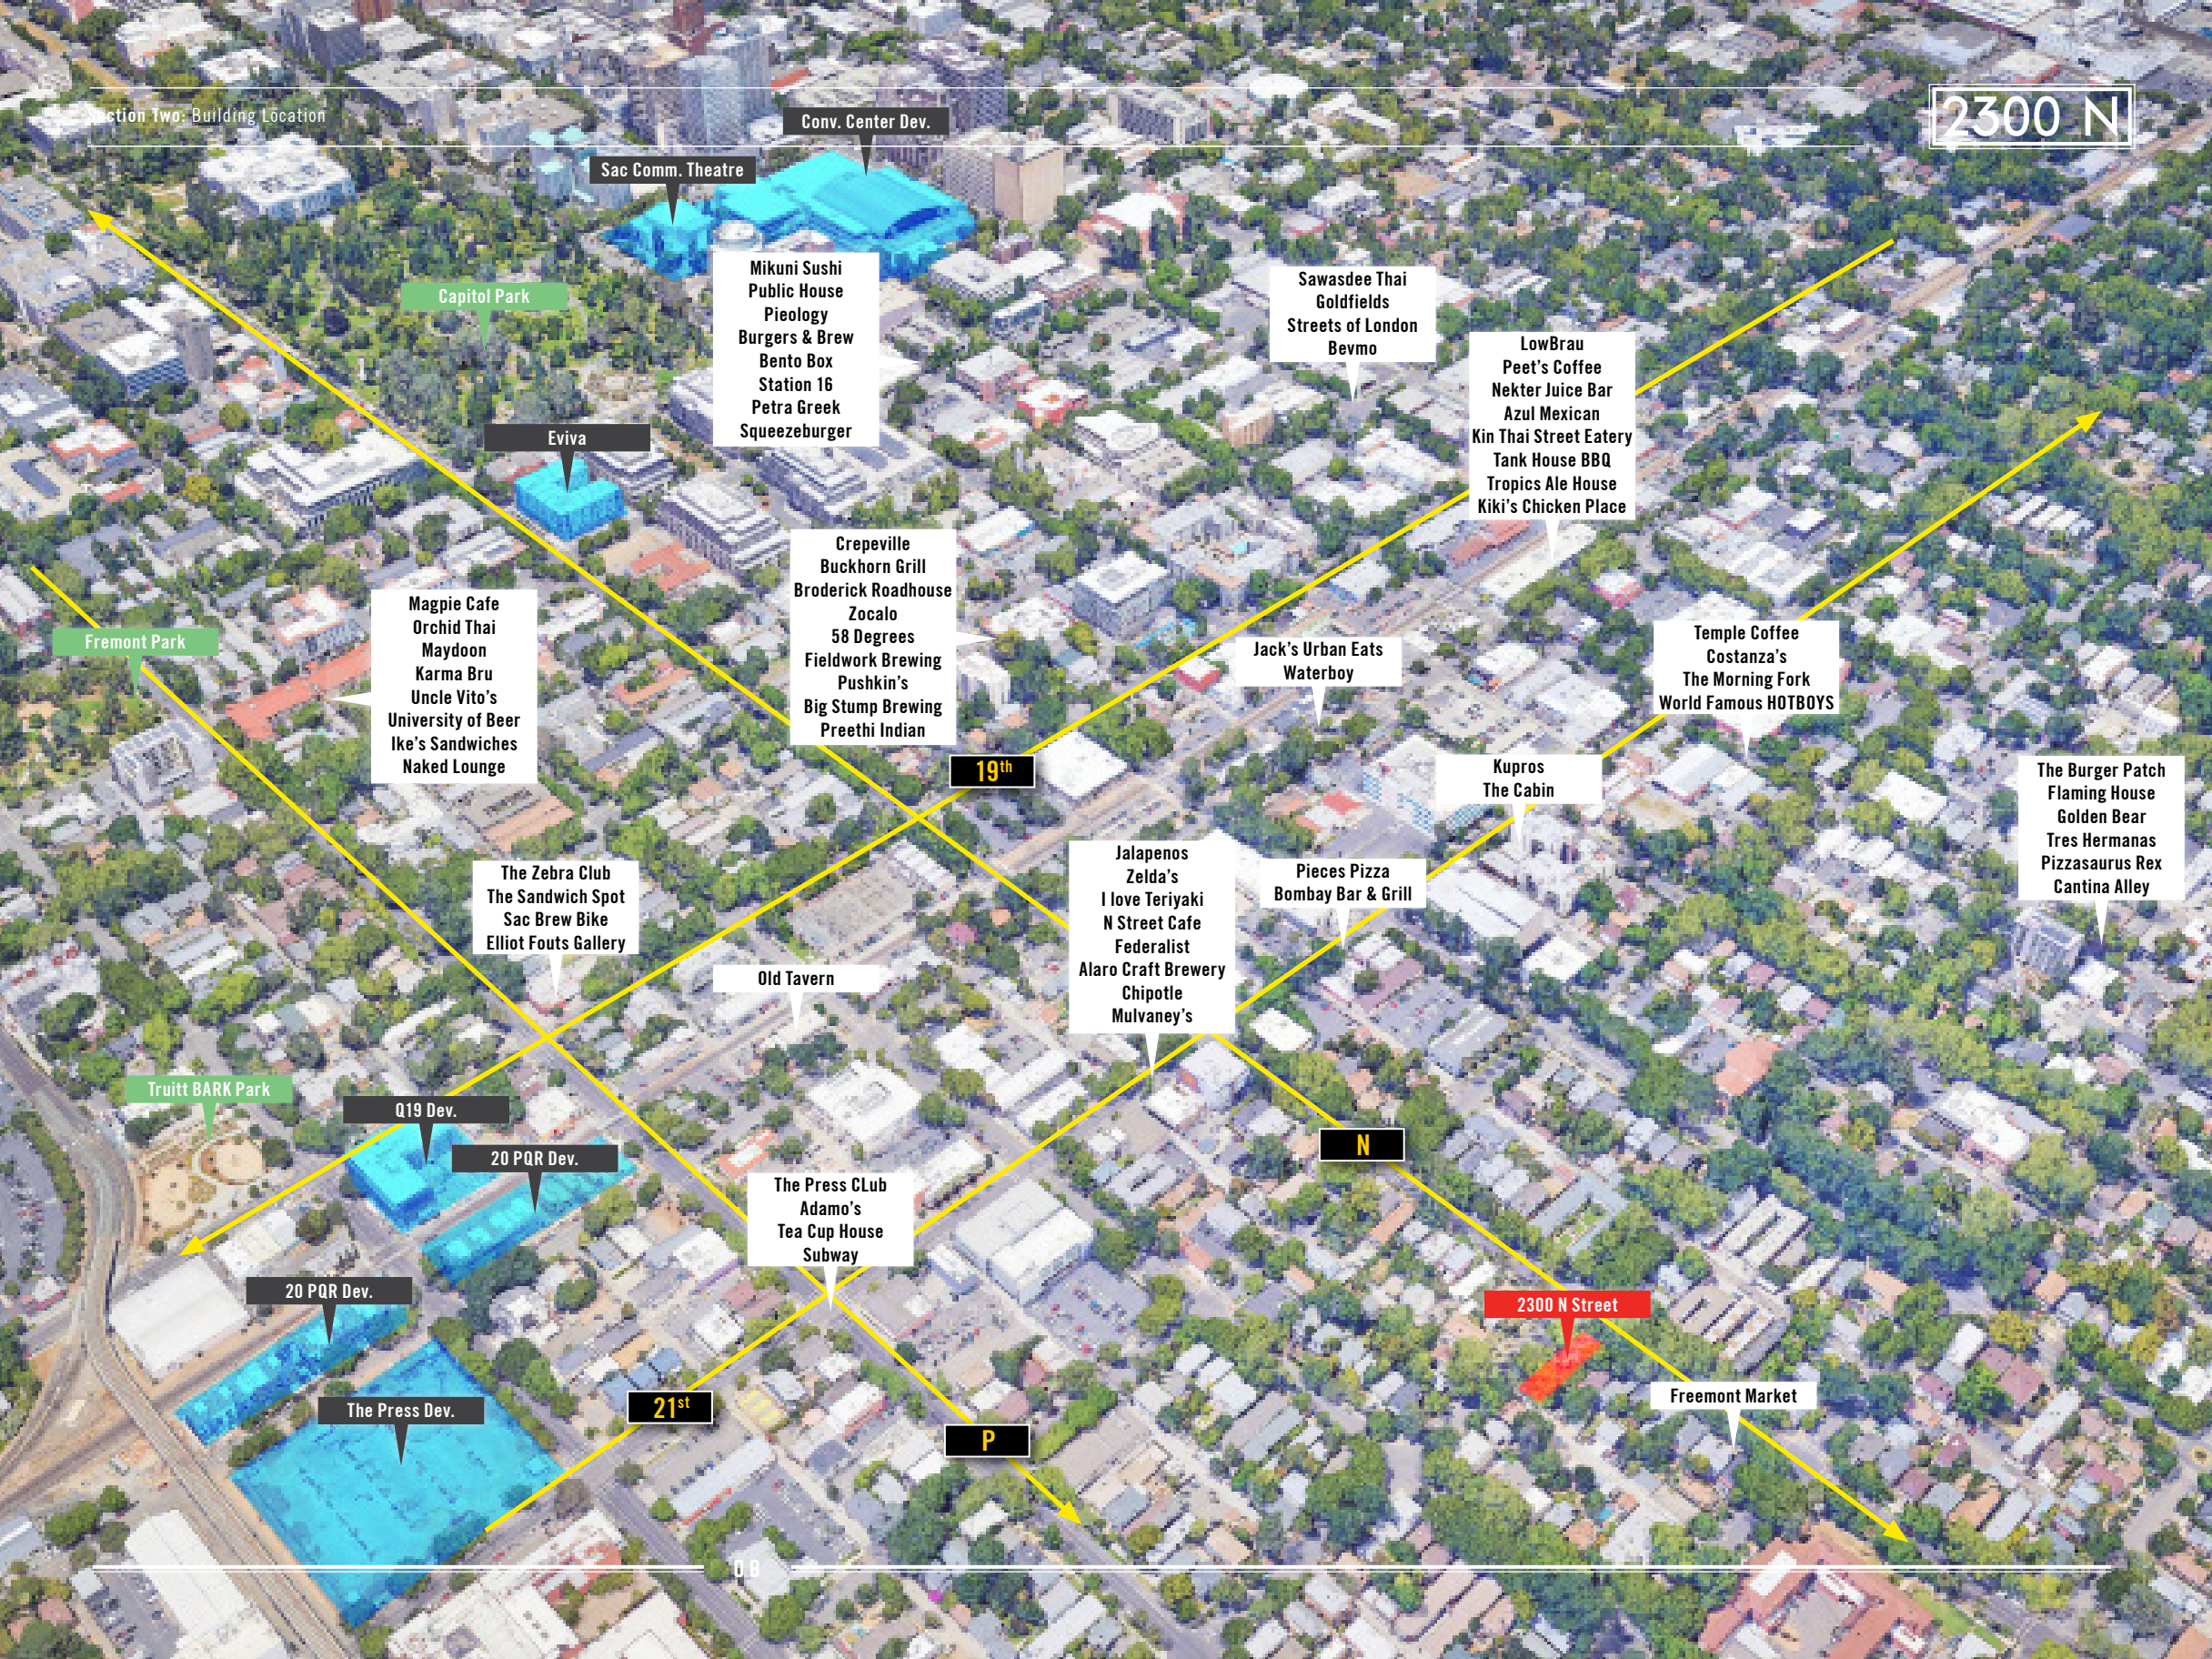 Section Two: Building Location
2300 N
Conv. Center Dev.
Sac Comm. Theatre
Mikuni Sushi
Public House
Pieology
Burgers & Brew
Bento Box
Station 16
Petra Greek
Squeezeburger
Capitol Park
Sawasdee Thai
Goldfields
Streets of London
Bevmo
LowBrau
Peet's Coffee
Nekter Juice Bar
Azul Mexican
Kin Thai Street Eatery
Tank House BBQ
Tropics Ale House
Kiki's Chicken Place
Eviva
Crepeville
Buckhorn Grill
Broderick Roadhouse
Zocalo
58 Degrees
Fieldwork Brewing
Pushkin's
Big Stump Brewing
Preethi Indian
Magpie Cafe
Orchid Thai
Maydoon
Karma Bru
Uncle Vito's
University of Beer
Ike's Sandwiches
Naked Lounge
Fremont Park
Jack's Urban Eats
Waterboy
Temple Coffee
Costanza's
The Morning Fork
World Famous HOTBOYS
19th
Kupros
The Cabin
The Burger Patch
Flaming House
Golden Bear
Tres Hermanas
Pizzasaurus Rex
Cantina Alley
Jalapenos
Zelda's
I love Teriyaki
N Street Cafe
Federalist
Alaro Craft Brewery
Chipotle
Mulvaney's
Pieces Pizza
Bombay Bar & Grill
The Zebra Club
The Sandwich Spot
Sac Brew Bike
Elliot Fouts Gallery
Old Tavern
Truitt BARK Park
Q19 Dev.
20 PQR Dev.
N
The Press CLub
Adamo's
Tea Cup House
Subway
20 PQR Dev.
2300 N Street
The Press Dev.
21st
Freemont Market
P
08